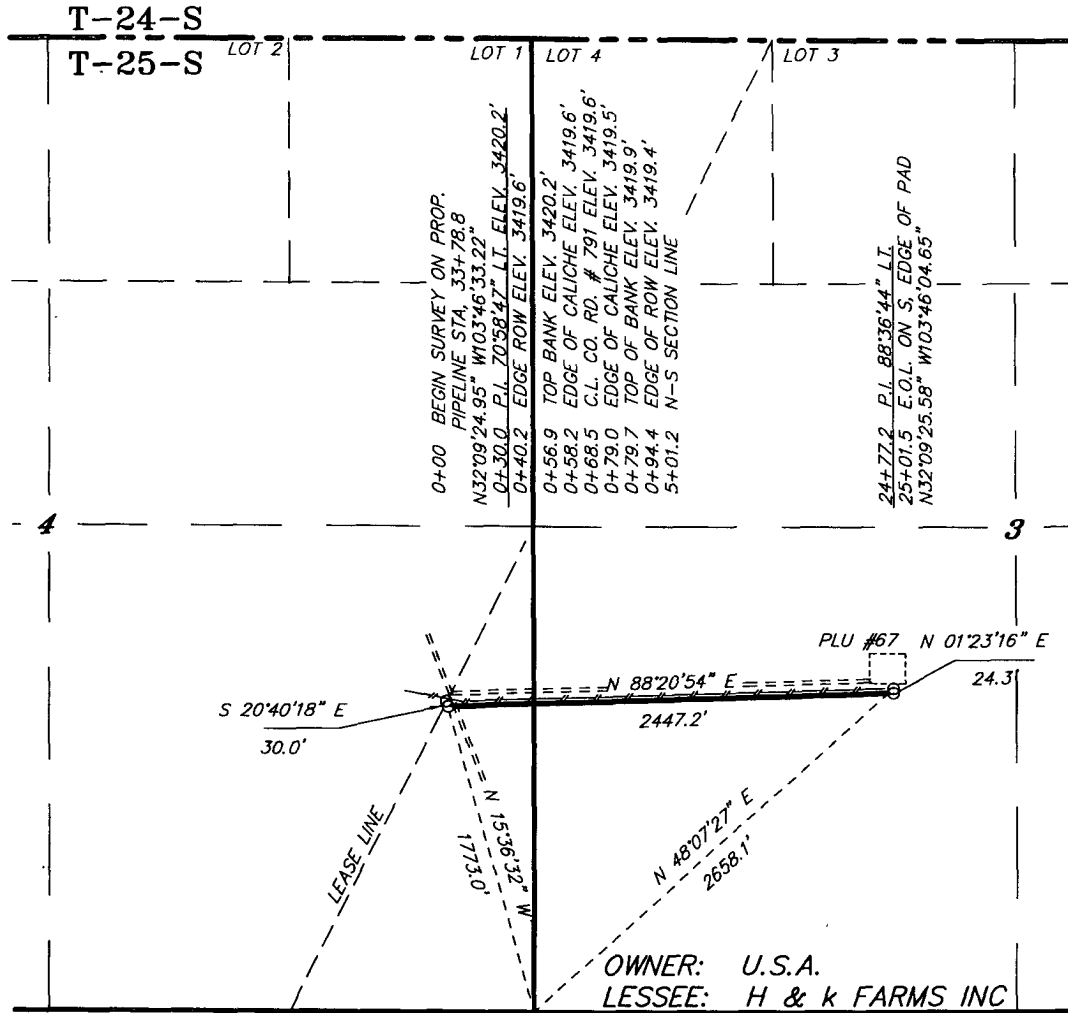 T-24-S
T-25-S
LOT 2
LOT 1
LOT 4
LOT 3
0+00 BEGIN SURVEY ON PROP.
PIPELINE STA, 33+78.8
N32°09'24.95" W103°46'33.22"
0+30.0 P.I. 70°58'47" LT. ELEV. 3420.2'
0+40.2 EDGE ROW ELEV. 3419.6'
0+56.9 TOP BANK ELEV. 3420.2'
0+58.2 EDGE OF CALICHE ELEV. 3419.6'
0+68.5 C.L. CO. RD. # 791 ELEV. 3419.6'
0+79.0 EDGE OF CALICHE ELEV. 3419.5'
0+79.7 TOP OF BANK ELEV. 3419.9'
0+94.4 EDGE OF ROW ELEV. 3419.4'
5+01.2 N-S SECTION LINE
24+77.2 P.I. 88°36'44" LT.
25+01.5 E.O.L. ON S, EDGE OF PAD
N32°09'25.58" W103°46'04.65"
4
3
PLU #67
N 01°23'16" E
24.3'
N 88°20'54" E
2447.2'
S 20°40'18" E
30.0'
N 15°36'32" W
1773.0'
N 48°07'27" E
2658.1'
LEASE LINE
OWNER: U.S.A.
LESSEE: H & k FARMS INC